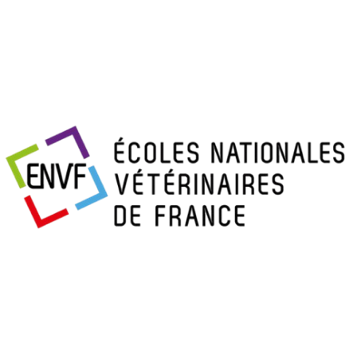 ENVF
ÉCOLES NATIONALES
VÉTÉRINAIRES
DE FRANCE